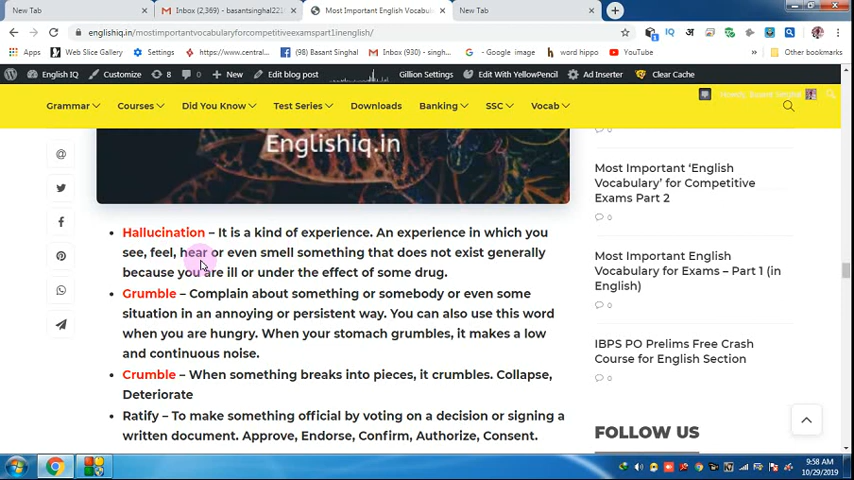 New Tab
Inbox (2,369) - basantsinghal221
Most Important English Vocabul
New Tab
englishiq.in/mostimportantvocabularyforcompetitiveexamspart1inenglish/
Apps
Web Slice Gallery
Settings
https://www.central...
(98) Basant Singhal
Inbox (930) - singh...
- Google image
word hippo
YouTube
English IQ
Customize
8
0
New
Edit blog post
Gillion Settings
Edit With YellowPencil
Ad Inserter
Clear Cache
Howdy, Basant Singhal
Grammar
Courses
Did You Know
Test Series
Downloads
Banking
SSC
Vocab
Englishiq.in
Hallucination – It is a kind of experience. An experience in which you
see, feel, hear or even smell something that does not exist generally
because you are ill or under the effect of some drug.
Grumble – Complain about something or somebody or even some
situation in an annoying or persistent way. You can also use this word
when you are hungry. When your stomach grumbles, it makes a low
and continuous noise.
Crumble – When something breaks into pieces, it crumbles. Collapse,
Deteriorate
Ratify – To make something official by voting on a decision or signing a
written document. Approve, Endorse, Confirm, Authorize, Consent.
0
Most Important ‘English
Vocabulary’ for Competitive
Exams Part 2
0
Most Important English
Vocabulary for Exams – Part 1 (in
English)
0
IBPS PO Prelims Free Crash
Course for English Section
0
FOLLOW US
9:58 AM
10/29/2019